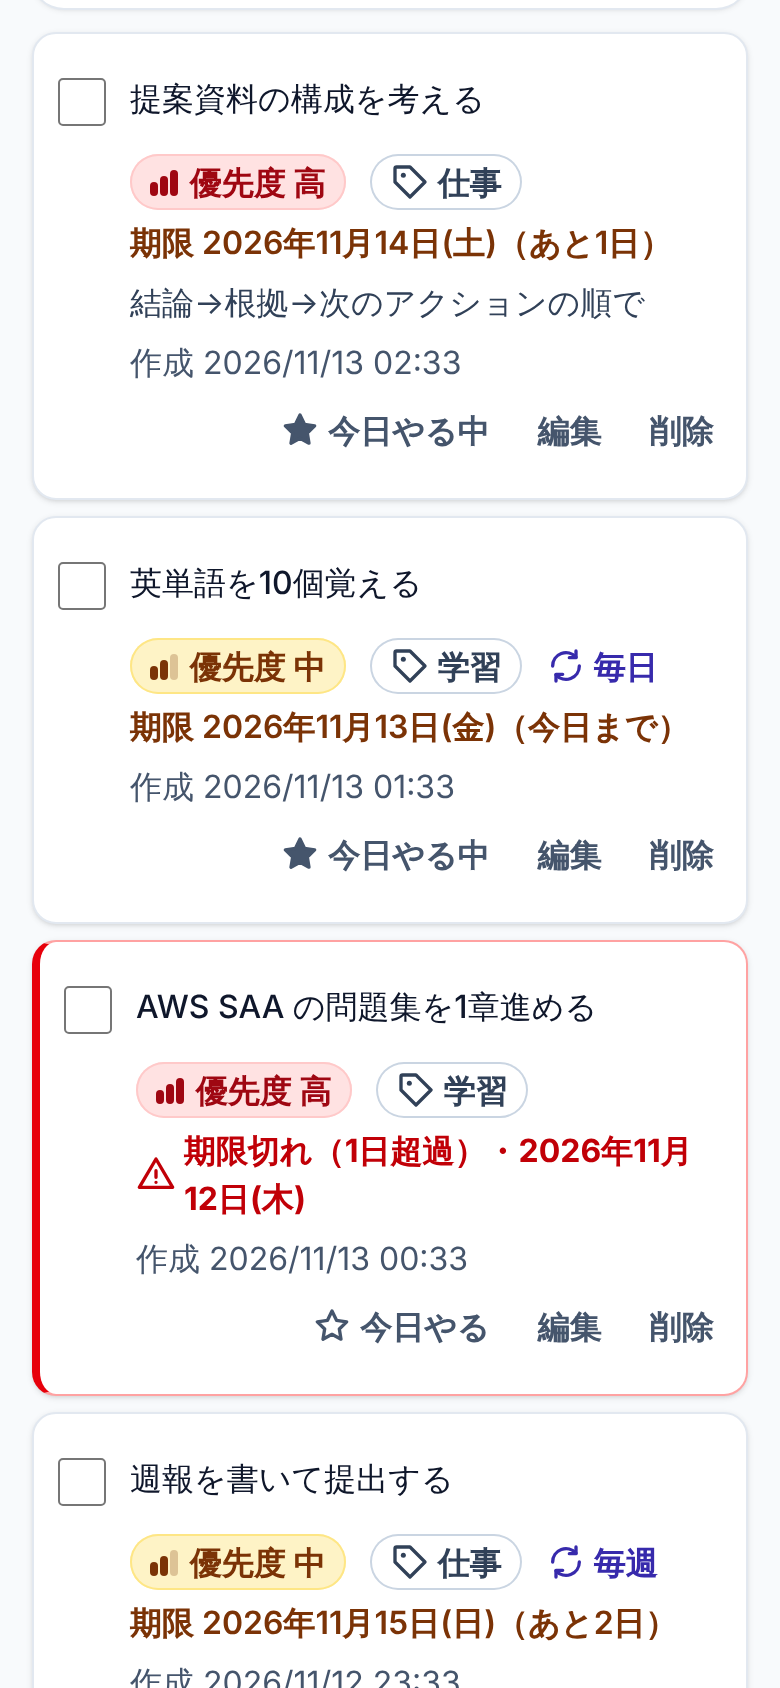 提案資料の構成を考える
優先度 高 仕事
期限 2026年11月14日(土)（あと1日）
結論→根拠→次のアクションの順で
作成 2026/11/13 02:33
今日やる中 編集 削除
英単語を10個覚える
優先度 中 学習 毎日
期限 2026年11月13日(金)（今日まで）
作成 2026/11/13 01:33
今日やる中 編集 削除
AWS SAA の問題集を1章進める
優先度 高 学習
期限切れ（1日超過）・2026年11月
12日(木)
作成 2026/11/13 00:33
今日やる 編集 削除
週報を書いて提出する
優先度 中 仕事 毎週
期限 2026年11月15日(日)（あと2日）
作成 2026/11/12 23:33